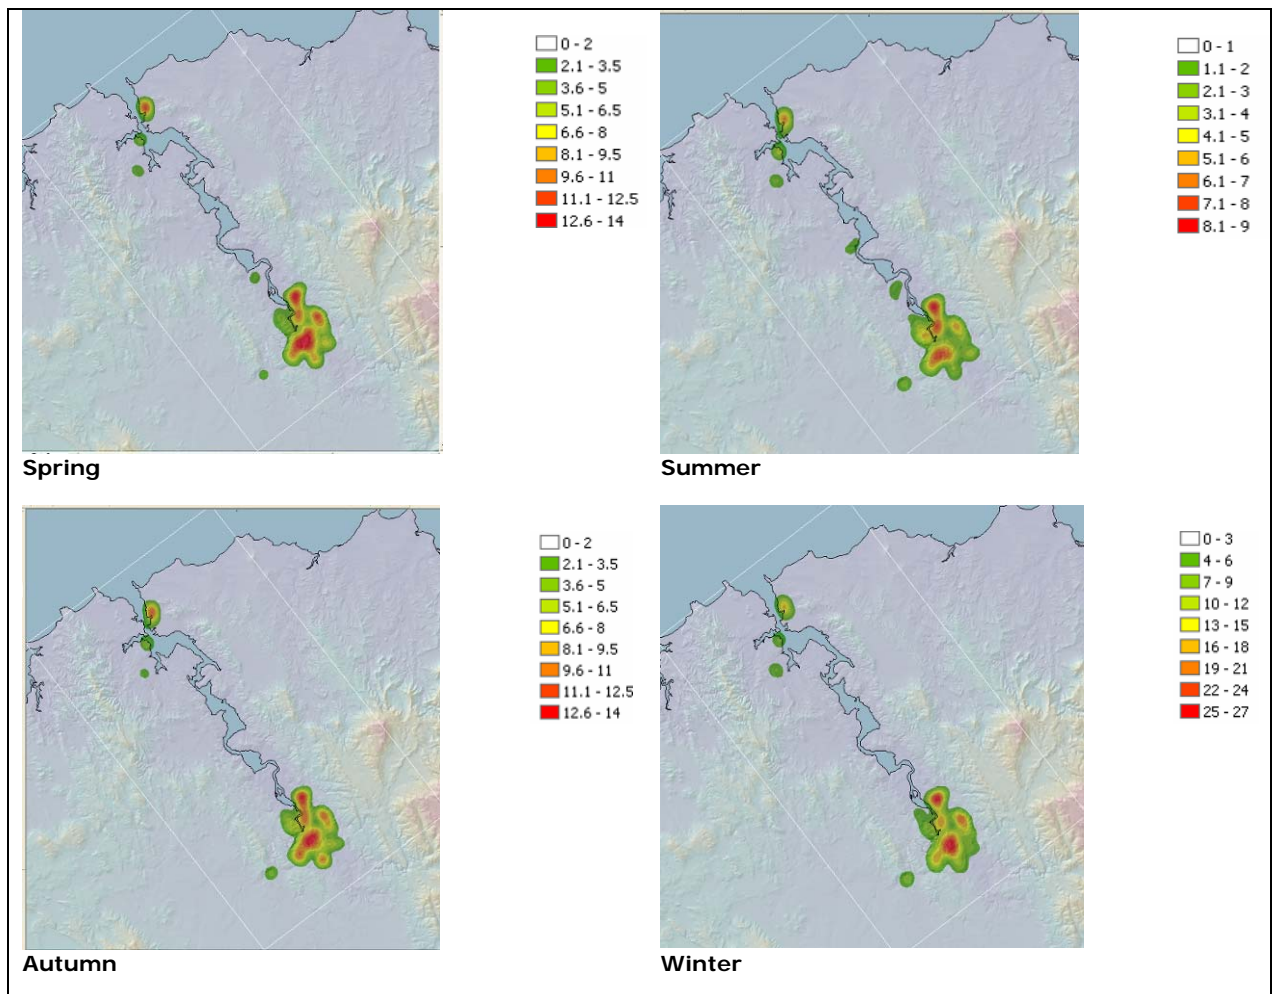 0 - 2
2.1 - 3.5
3.6 - 5
5.1 - 6.5
6.6 - 8
8.1 - 9.5
9.6 - 11
11.1 - 12.5
12.6 - 14
Spring
0 - 1
1.1 - 2
2.1 - 3
3.1 - 4
4.1 - 5
5.1 - 6
6.1 - 7
7.1 - 8
8.1 - 9
Summer
0 - 2
2.1 - 3.5
3.6 - 5
5.1 - 6.5
6.6 - 8
8.1 - 9.5
9.6 - 11
11.1 - 12.5
12.6 - 14
Autumn
0 - 3
4 - 6
7 - 9
10 - 12
13 - 15
16 - 18
19 - 21
22 - 24
25 - 27
Winter